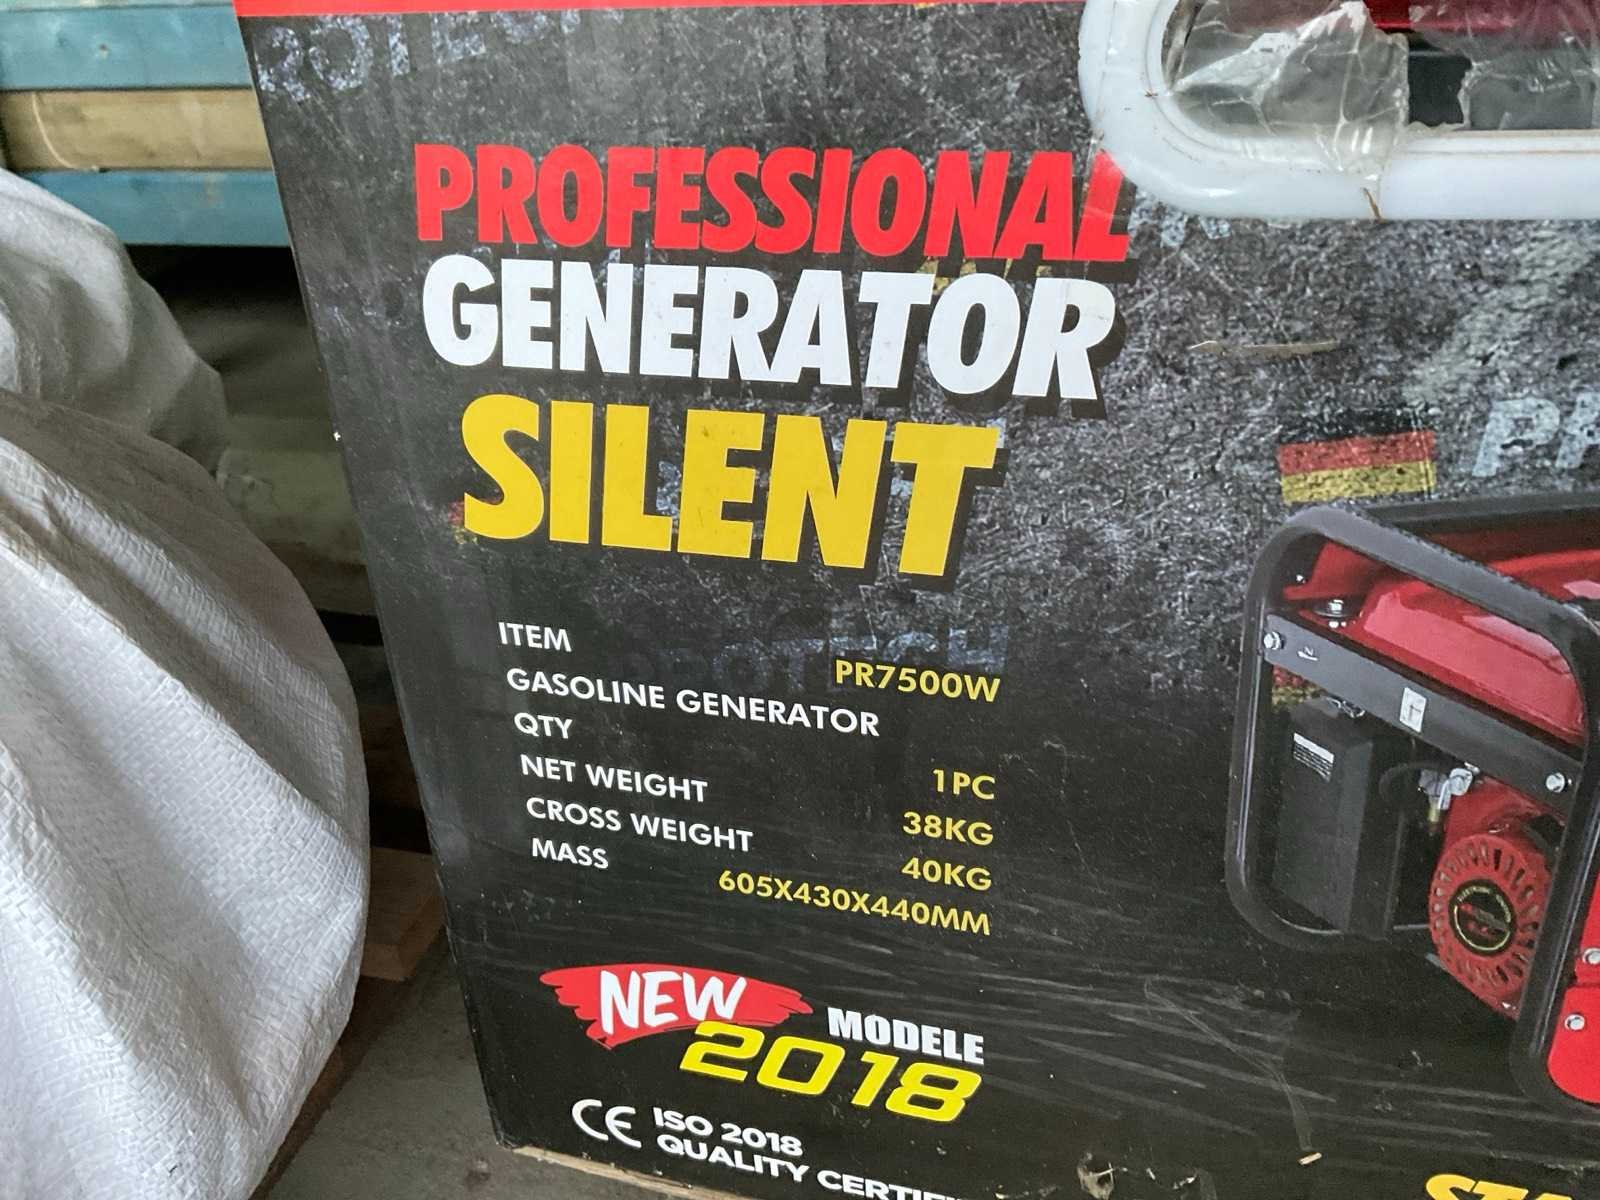 PROFESSIONAL
GENERATOR
SILENT
ITEM PR7500W
GASOLINE GENERATOR
QTY 1PC
NET WEIGHT 38KG
CROSS WEIGHT 40KG
MASS 605X430X440MM
NEW MODELE
2018
CE ISO 2018
QUALITY